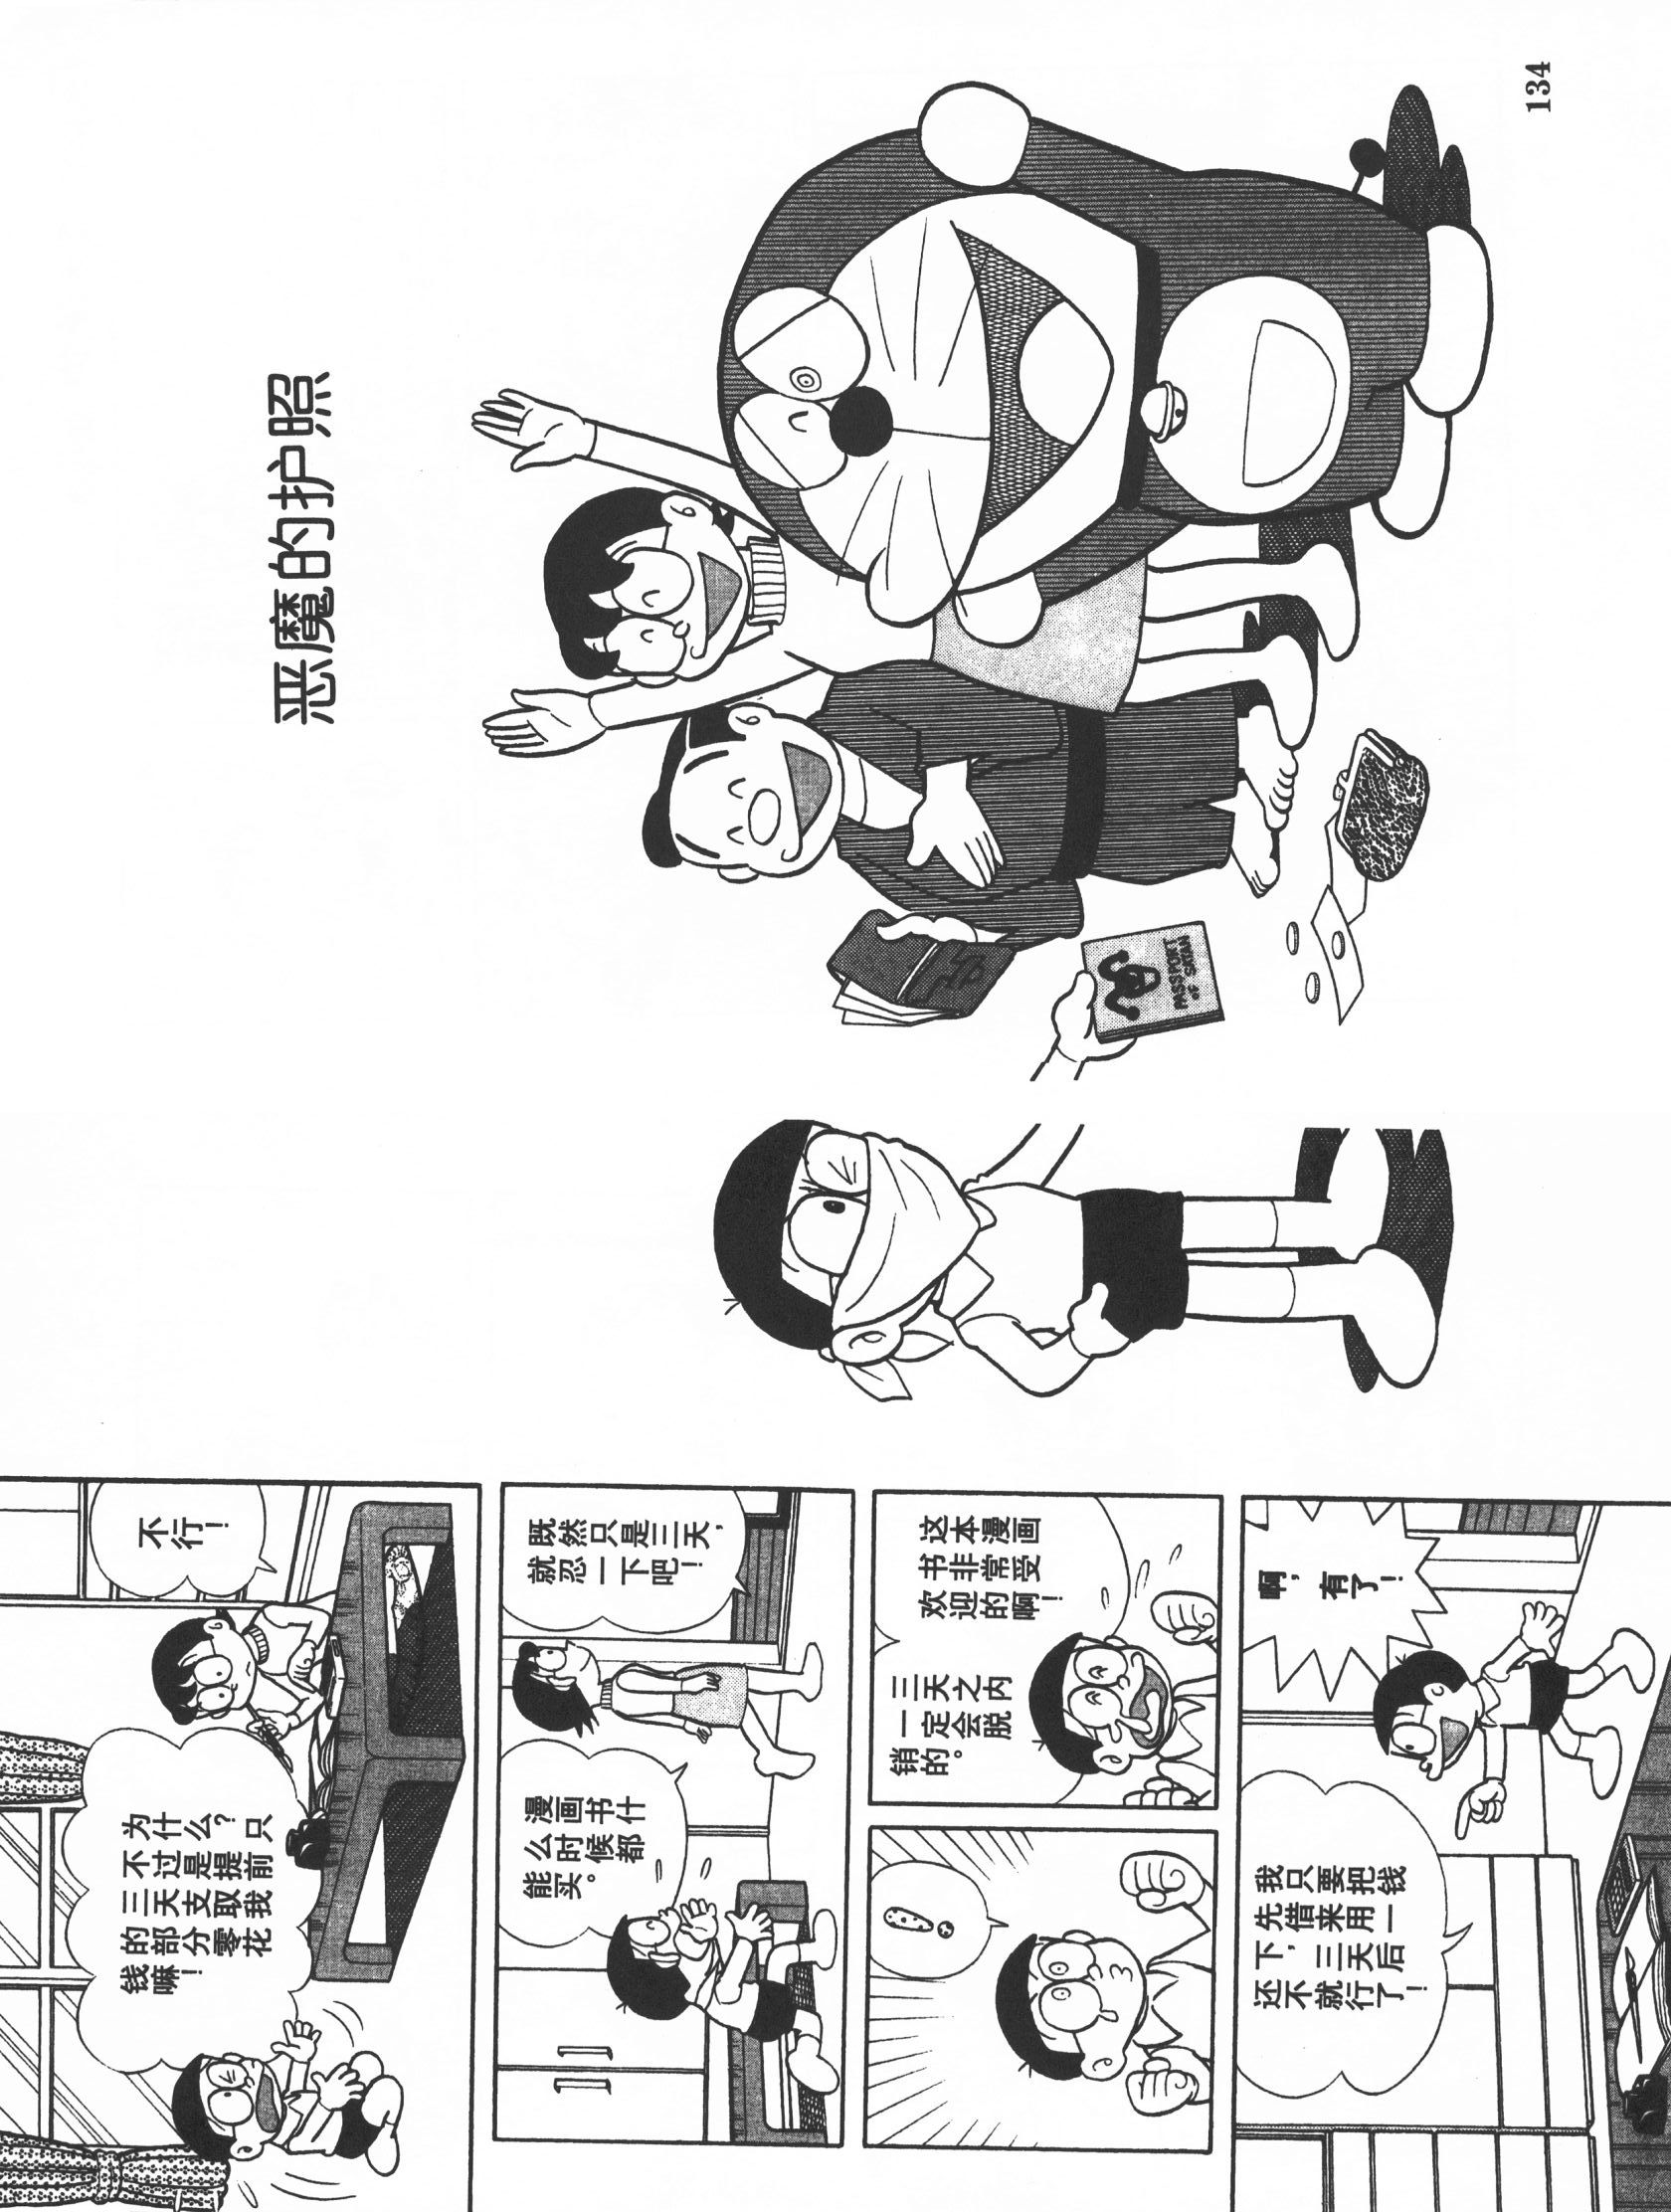 恶魔的护照
PASSPORT
OF SATAN
134
为什么？只
不过是提前
三天支取我
的部分零花
钱嘛！
不行！
既然只是三天，
就忍一下吧！
漫画书什
么时候都
能买。
这本漫画
书非常受
欢迎的啊！
三天之内
一定会脱
销的。
！
啊，有了！
我只要把钱
先借来用一
下，三天后
还不就行了！